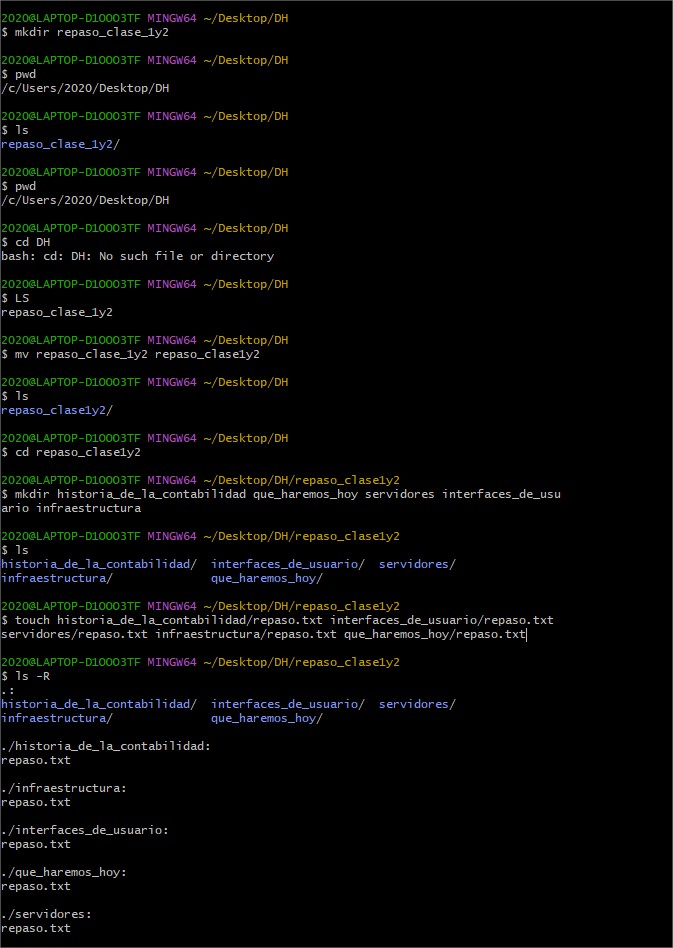 2020@LAPTOP-D1OOO3TF MINGW64 ~/Desktop/DH
$ mkdir repaso_clase_1y2
2020@LAPTOP-D1OOO3TF MINGW64 ~/Desktop/DH
$ pwd
/c/Users/2020/Desktop/DH
2020@LAPTOP-D1OOO3TF MINGW64 ~/Desktop/DH
$ ls
repaso_clase_1y2/
2020@LAPTOP-D1OOO3TF MINGW64 ~/Desktop/DH
$ pwd
/c/Users/2020/Desktop/DH
2020@LAPTOP-D1OOO3TF MINGW64 ~/Desktop/DH
$ cd DH
bash: cd: DH: No such file or directory
2020@LAPTOP-D1OOO3TF MINGW64 ~/Desktop/DH
$ LS
repaso_clase_1y2
2020@LAPTOP-D1OOO3TF MINGW64 ~/Desktop/DH
$ mv repaso_clase_1y2 repaso_clase1y2
2020@LAPTOP-D1OOO3TF MINGW64 ~/Desktop/DH
$ ls
repaso_clase1y2/
2020@LAPTOP-D1OOO3TF MINGW64 ~/Desktop/DH
$ cd repaso_clase1y2
2020@LAPTOP-D1OOO3TF MINGW64 ~/Desktop/DH/repaso_clase1y2
$ mkdir historia_de_la_contabilidad que_haremos_hoy servidores interfaces_de_usu
ario infraestructura
2020@LAPTOP-D1OOO3TF MINGW64 ~/Desktop/DH/repaso_clase1y2
$ ls
historia_de_la_contabilidad/  interfaces_de_usuario/  servidores/
infraestructura/              que_haremos_hoy/
2020@LAPTOP-D1OOO3TF MINGW64 ~/Desktop/DH/repaso_clase1y2
$ touch historia_de_la_contabilidad/repaso.txt interfaces_de_usuario/repaso.txt
servidores/repaso.txt infraestructura/repaso.txt que_haremos_hoy/repaso.txt
2020@LAPTOP-D1OOO3TF MINGW64 ~/Desktop/DH/repaso_clase1y2
$ ls -R
.:
historia_de_la_contabilidad/  interfaces_de_usuario/  servidores/
infraestructura/              que_haremos_hoy/
./historia_de_la_contabilidad:
repaso.txt
./infraestructura:
repaso.txt
./interfaces_de_usuario:
repaso.txt
./que_haremos_hoy:
repaso.txt
./servidores:
repaso.txt